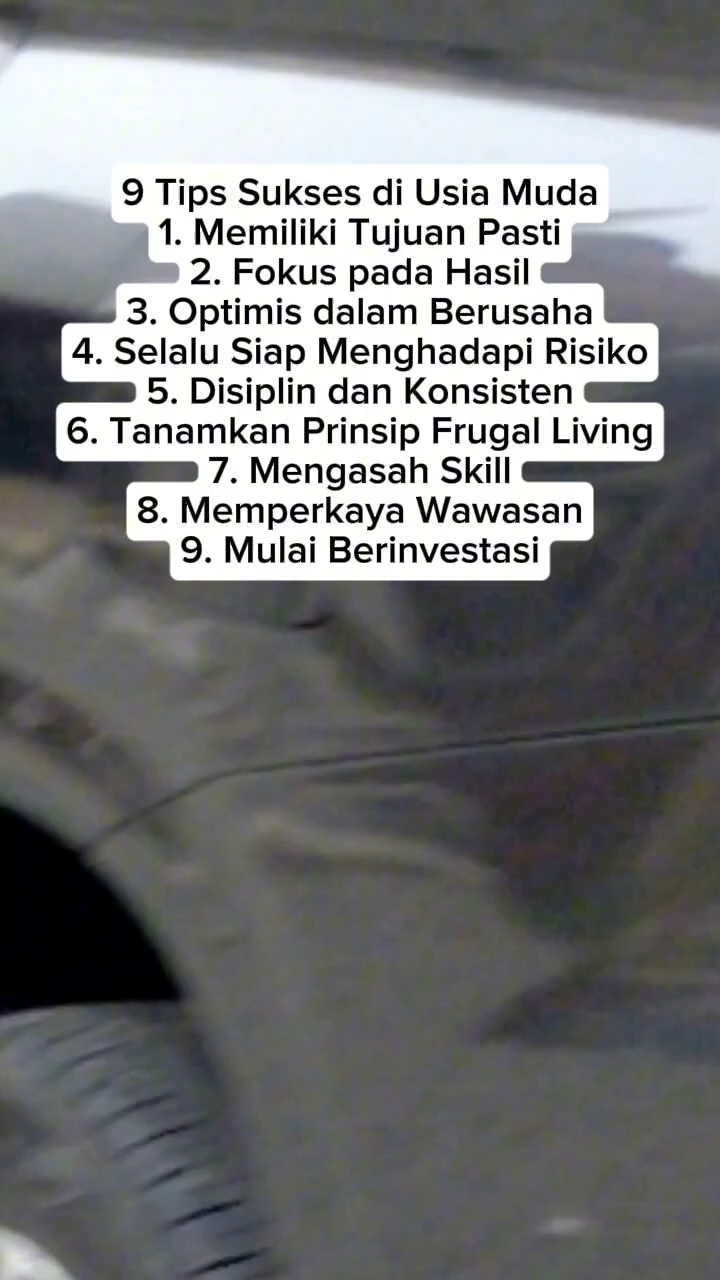 9 Tips Sukses di Usia Muda
1. Memiliki Tujuan Pasti
2. Fokus pada Hasil
3. Optimis dalam Berusaha
4. Selalu Siap Menghadapi Risiko
5. Disiplin dan Konsisten
6. Tanamkan Prinsip Frugal Living
7. Mengasah Skill
8. Memperkaya Wawasan
9. Mulai Berinvestasi